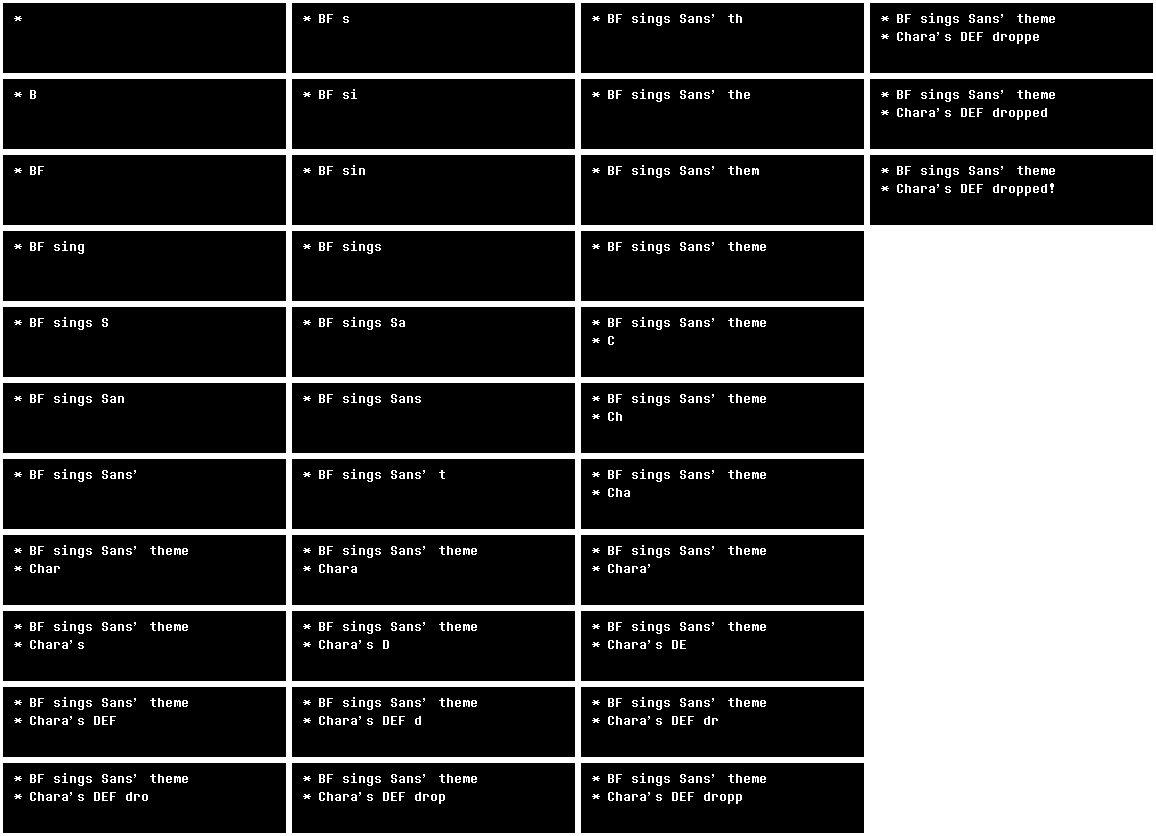 *
* BF s
* BF sings Sans' th
* BF sings Sans' theme
* Chara's DEF droppe
* B
* BF si
* BF sings Sans' the
* BF sings Sans' theme
* Chara's DEF dropped
* BF
* BF sin
* BF sings Sans' them
* BF sings Sans' theme
* Chara's DEF dropped!
* BF sing
* BF sings
* BF sings Sans' theme
* BF sings S
* BF sings Sa
* BF sings Sans' theme
* C
* BF sings San
* BF sings Sans
* BF sings Sans' theme
* Ch
* BF sings Sans'
* BF sings Sans' t
* BF sings Sans' theme
* Cha
* BF sings Sans' theme
* Char
* BF sings Sans' theme
* Chara
* BF sings Sans' theme
* Chara'
* BF sings Sans' theme
* Chara's
* BF sings Sans' theme
* Chara's D
* BF sings Sans' theme
* Chara's DE
* BF sings Sans' theme
* Chara's DEF
* BF sings Sans' theme
* Chara's DEF d
* BF sings Sans' theme
* Chara's DEF dr
* BF sings Sans' theme
* Chara's DEF dro
* BF sings Sans' theme
* Chara's DEF drop
* BF sings Sans' theme
* Chara's DEF dropp